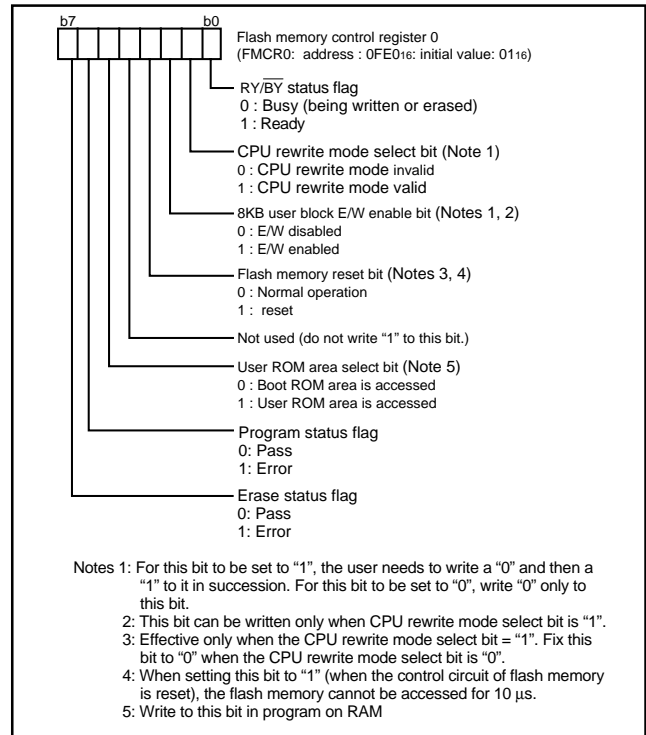 b7 b0
Flash memory control register 0
(FMCR0: address : 0FE016: initial value: 0116)
RY/BY status flag
0 : Busy (being written or erased)
1 : Ready
CPU rewrite mode select bit (Note 1)
0 : CPU rewrite mode invalid
1 : CPU rewrite mode valid
8KB user block E/W enable bit (Notes 1, 2)
0 : E/W disabled
1 : E/W enabled
Flash memory reset bit (Notes 3, 4)
0 : Normal operation
1 : reset
Not used (do not write “1” to this bit.)
User ROM area select bit (Note 5)
0 : Boot ROM area is accessed
1 : User ROM area is accessed
Program status flag
0: Pass
1: Error
Erase status flag
0: Pass
1: Error
Notes 1: For this bit to be set to “1”, the user needs to write a “0” and then a
“1” to it in succession. For this bit to be set to “0”, write “0” only to
this bit.
2: This bit can be written only when CPU rewrite mode select bit is “1”.
3: Effective only when the CPU rewrite mode select bit = “1”. Fix this
bit to “0” when the CPU rewrite mode select bit is “0”.
4: When setting this bit to “1” (when the control circuit of flash memory
is reset), the flash memory cannot be accessed for 10 μs.
5: Write to this bit in program on RAM